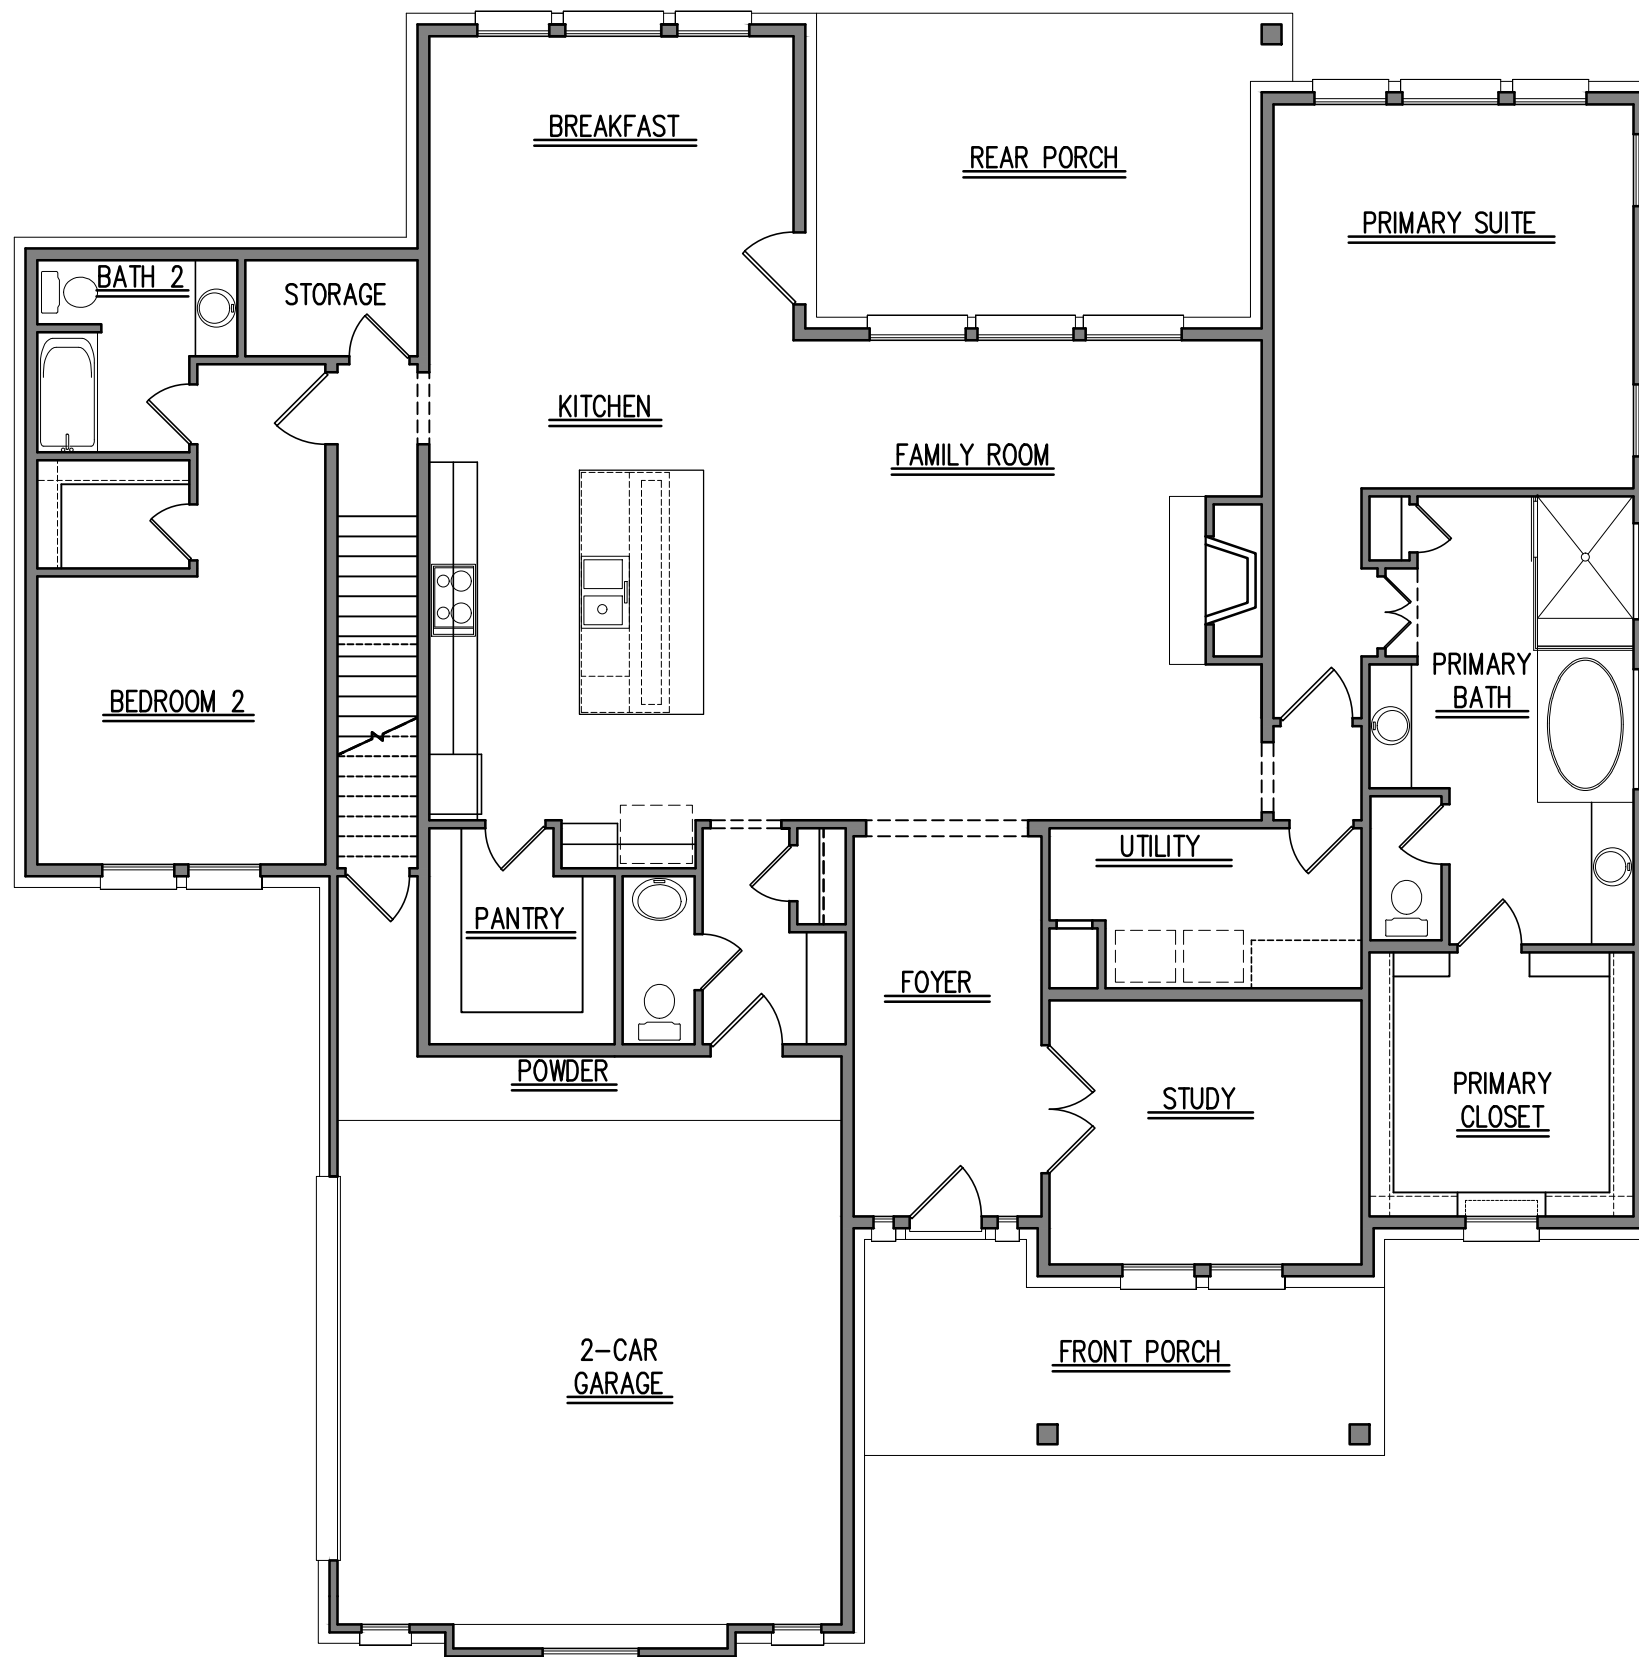 BREAKFAST
REAR PORCH
PRIMARY SUITE
BATH 2
STORAGE
KITCHEN
FAMILY ROOM
PRIMARY
BATH
BEDROOM 2
UTILITY
PANTRY
FOYER
POWDER
STUDY
PRIMARY
CLOSET
2-CAR
GARAGE
FRONT PORCH